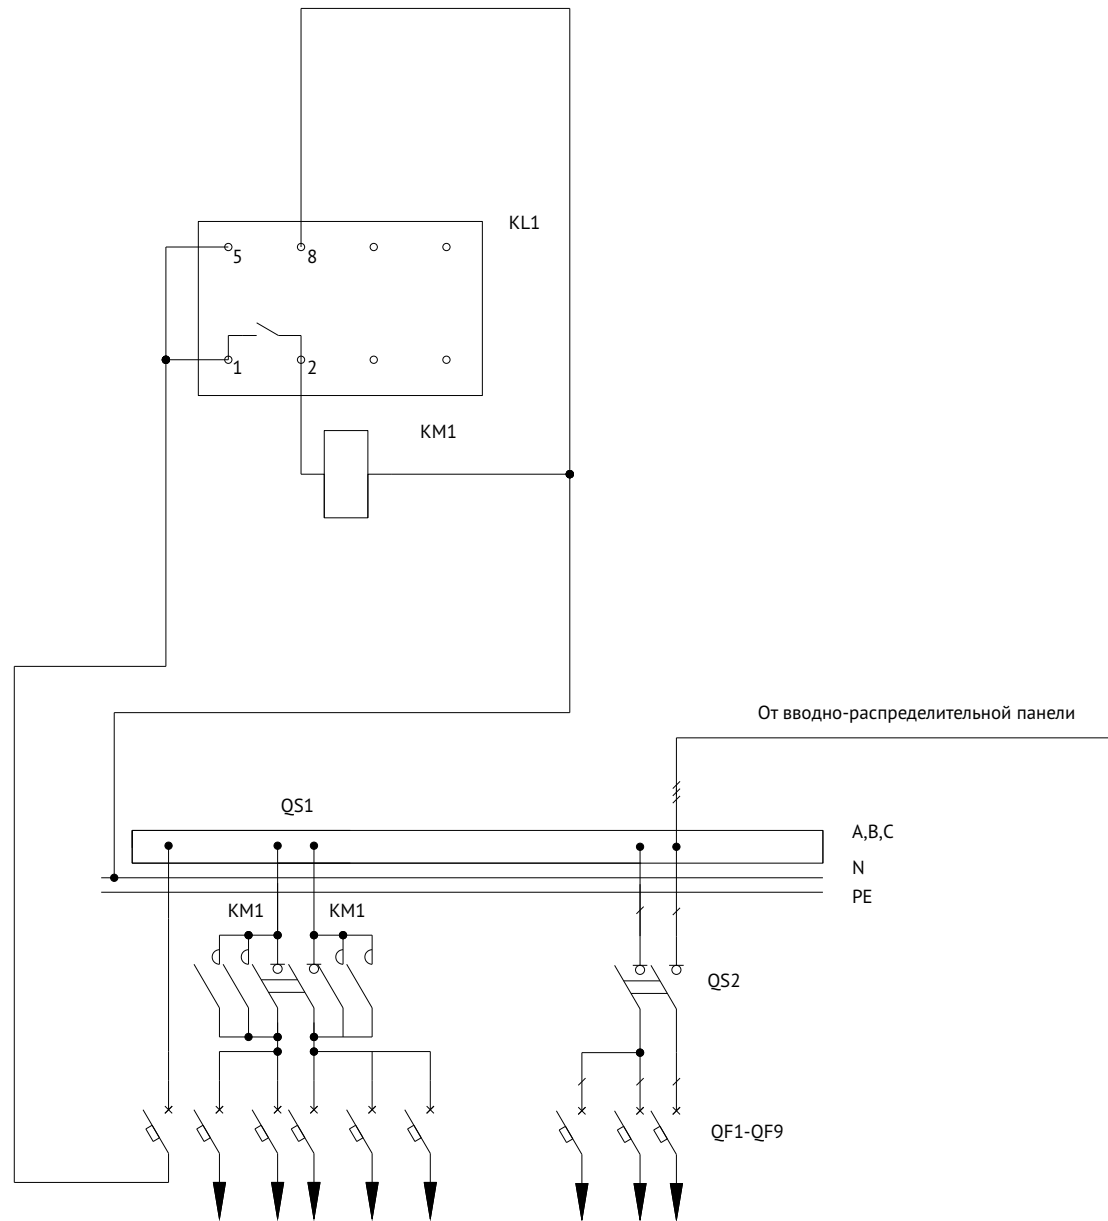 KL1
5
8
1
2
KM1
От вводно-распределительной панели
QS1
A,B,C
N
PE
KM1
KM1
QS2
QF1-QF9